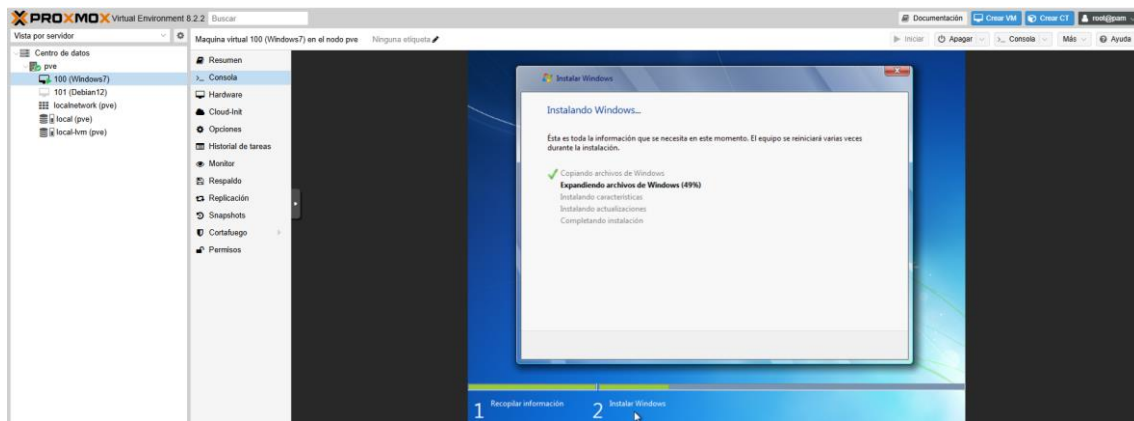 PROXMOX Virtual Environment 8.2.2 Buscar
Documentación Crear VM Crear CT root@pam
Vista por servidor
Maquina virtual 100 (Windows7) en el nodo pve Ninguna etiqueta
Iniciar Apagar Consola Más Ayuda
Centro de datos
pve
100 (Windows7)
101 (Debian12)
localnetwork (pve)
local (pve)
local-lvm (pve)
Resumen
>_ Consola
Hardware
Cloud-Init
Opciones
Historial de tareas
Monitor
Respaldo
Replicación
Snapshots
Cortafuego
Permisos
Instalar Windows
Instalando Windows...
Ésta es toda la información que se necesita en este momento. El equipo se reiniciará varias veces
durante la instalación.
Copiando archivos de Windows
Expandiendo archivos de Windows (49%)
Instalando características
Instalando actualizaciones
Completando instalación
1 Recopilar información 2 Instalar Windows